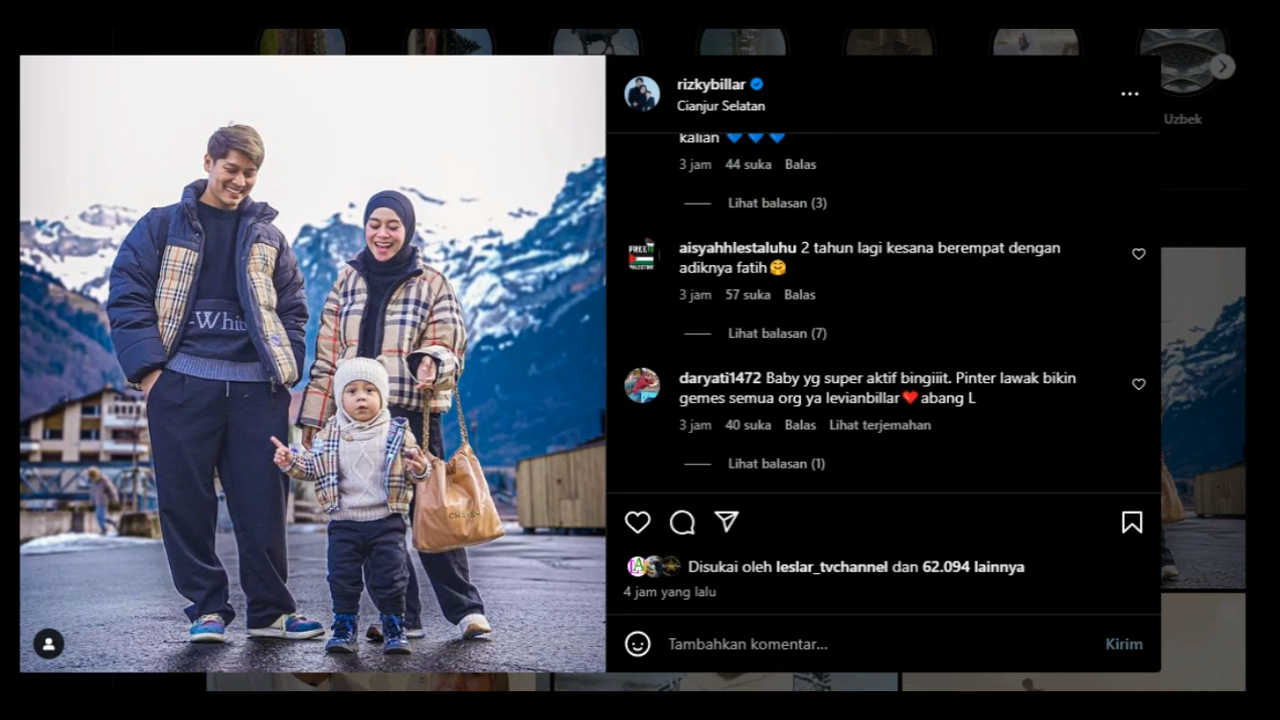 rizkybillar
Cianjur Selatan
Uzbek
kalian 💙💙💙
3 jam 44 suka Balas
Lihat balasan (3)
FREE
PALESTINE
aisyahhlestaluhu 2 tahun lagi kesana berempat dengan
adiknya fatih🤗
3 jam 57 suka Balas
Lihat balasan (7)
daryati1472 Baby yg super aktif bingiiit. Pinter lawak bikin
gemes semua org ya levianbillar❤️abang L
3 jam 40 suka Balas Lihat terjemahan
Lihat balasan (1)
Disukai oleh leslar_tvchannel dan 62.094 lainnya
4 jam yang lalu
Tambahkan komentar...
Kirim
-Whit